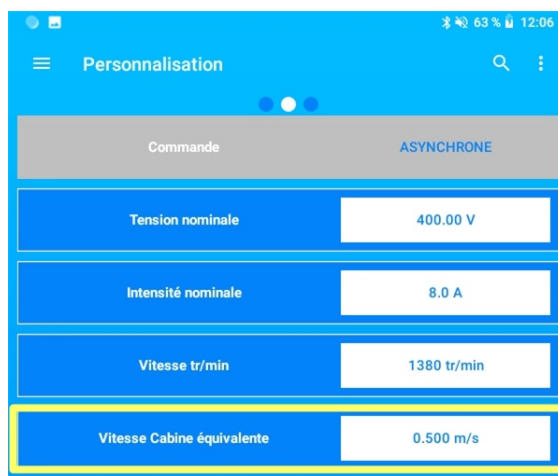 63 % 12:06
Personnalisation
Commande ASYNCHRONE
Tension nominale 400.00 V
Intensité nominale 8.0 A
Vitesse tr/min 1380 tr/min
Vitesse Cabine équivalente 0.500 m/s